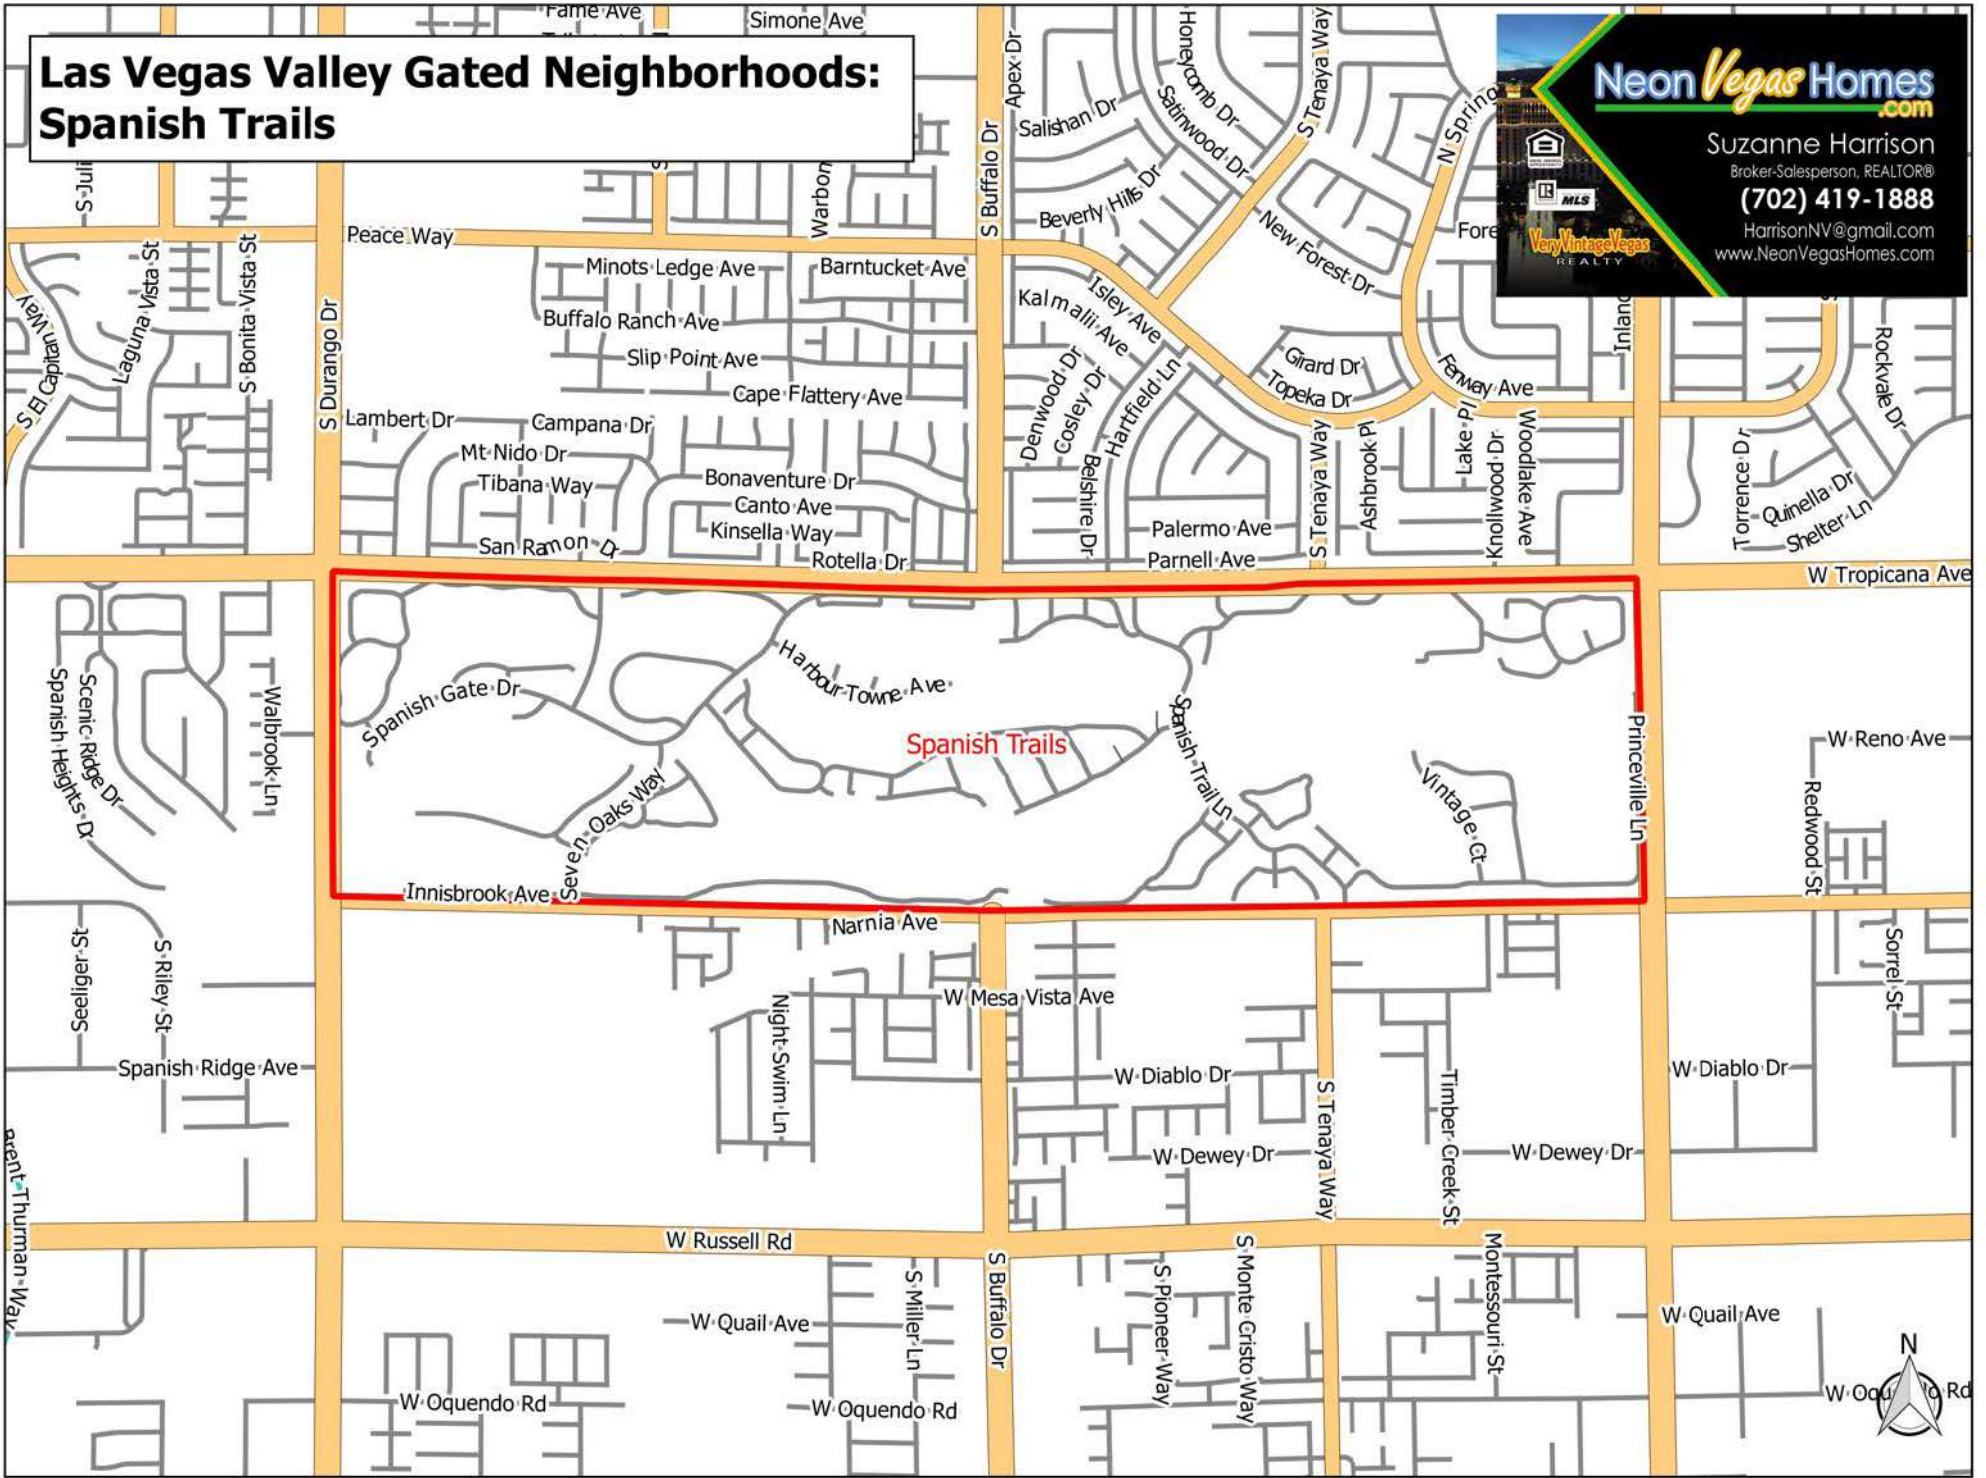 Fame Ave
Simone Ave
Las Vegas Valley Gated Neighborhoods:
Spanish Trails
Neon Vegas Homes
.com
Suzanne Harrison
Broker-Salesperson, REALTOR®
(702) 419-1888
HarrisonNV@gmail.com
www.NeonVegasHomes.com
MLS
VeryVintageVegas
REALTY
Apex Dr
Honeycomb Dr
S Tenaya Way
Salishan Dr
Satinwood Dr
N Spring
S Buffalo Dr
Beverly Hills Dr
New Forest Dr
Fore
Peace Way
Laguna Vista St
S Bonita Vista St
S El Capitan Way
S Durango Dr
Minots Ledge Ave
Barntucket Ave
Buffalo Ranch Ave
Slip Point Ave
Cape Flattery Ave
Isley Ave
Kalmalii Ave
Denwood Dr
Cosley Dr
Hartfield Ln
Girard Dr
Topeka Dr
Fenway Ave
Rockvale Dr
Lambert Dr
Campana Dr
Mt Nido Dr
Tibana Way
Bonaventure Dr
Canto Ave
Kinsella Way
San Ramon Dr
Rotella Dr
Belshire Dr
Palermo Ave
Parnell Ave
S Tenaya Way
Ashbrook Pl
Lake Pl
Knollwood Dr
Woodlake Ave
Torrence Dr
Quinella Dr
Shelter Ln
W Tropicana Ave
Spanish Heights Dr
Scenic Ridge Dr
Walbrook Ln
Spanish Gate Dr
Harbour Towne Ave
Spanish Trails
Spanish Trail Ln
Seven Oaks Way
Vintage Ct
Princeville Ln
W Reno Ave
Redwood St
Innisbrook Ave
Narnia Ave
Seeliger St
S Riley St
Sorrel St
W Mesa Vista Ave
Night Swim Ln
Spanish Ridge Ave
W Diablo Dr
W Diablo Dr
S Tenaya Way
Timber Creek St
W Dewey Dr
W Dewey Dr
Brent Thurman Way
W Russell Rd
S Buffalo Dr
S Miller Ln
S Pioneer Way
S Monte Cristo Way
Montessouri St
W Quail Ave
W Quail Ave
N
W Oquendo Rd
W Oquendo Rd